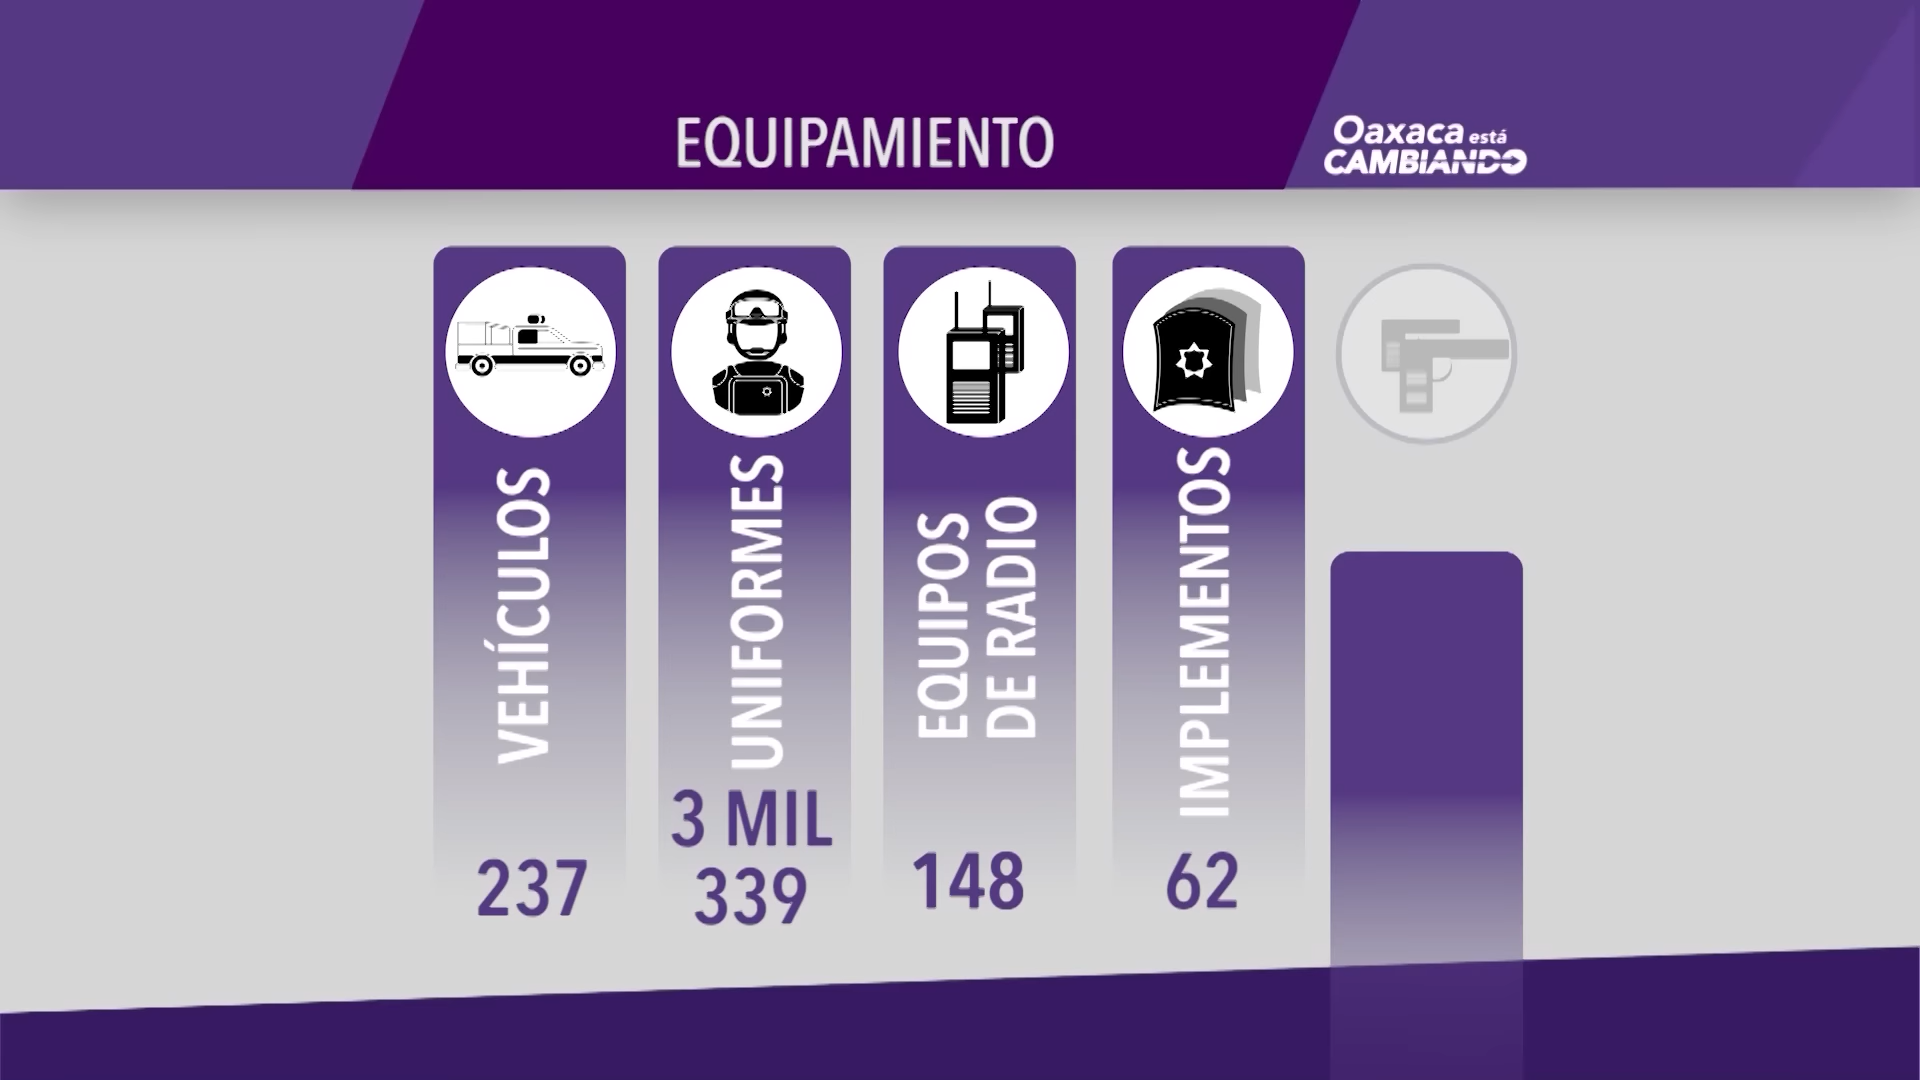 EQUIPAMIENTO
Oaxaca está
CAMBIANDO
VEHÍCULOS
237
UNIFORMES
3 MIL
339
EQUIPOS
DE RADIO
148
IMPLEMENTOS
62